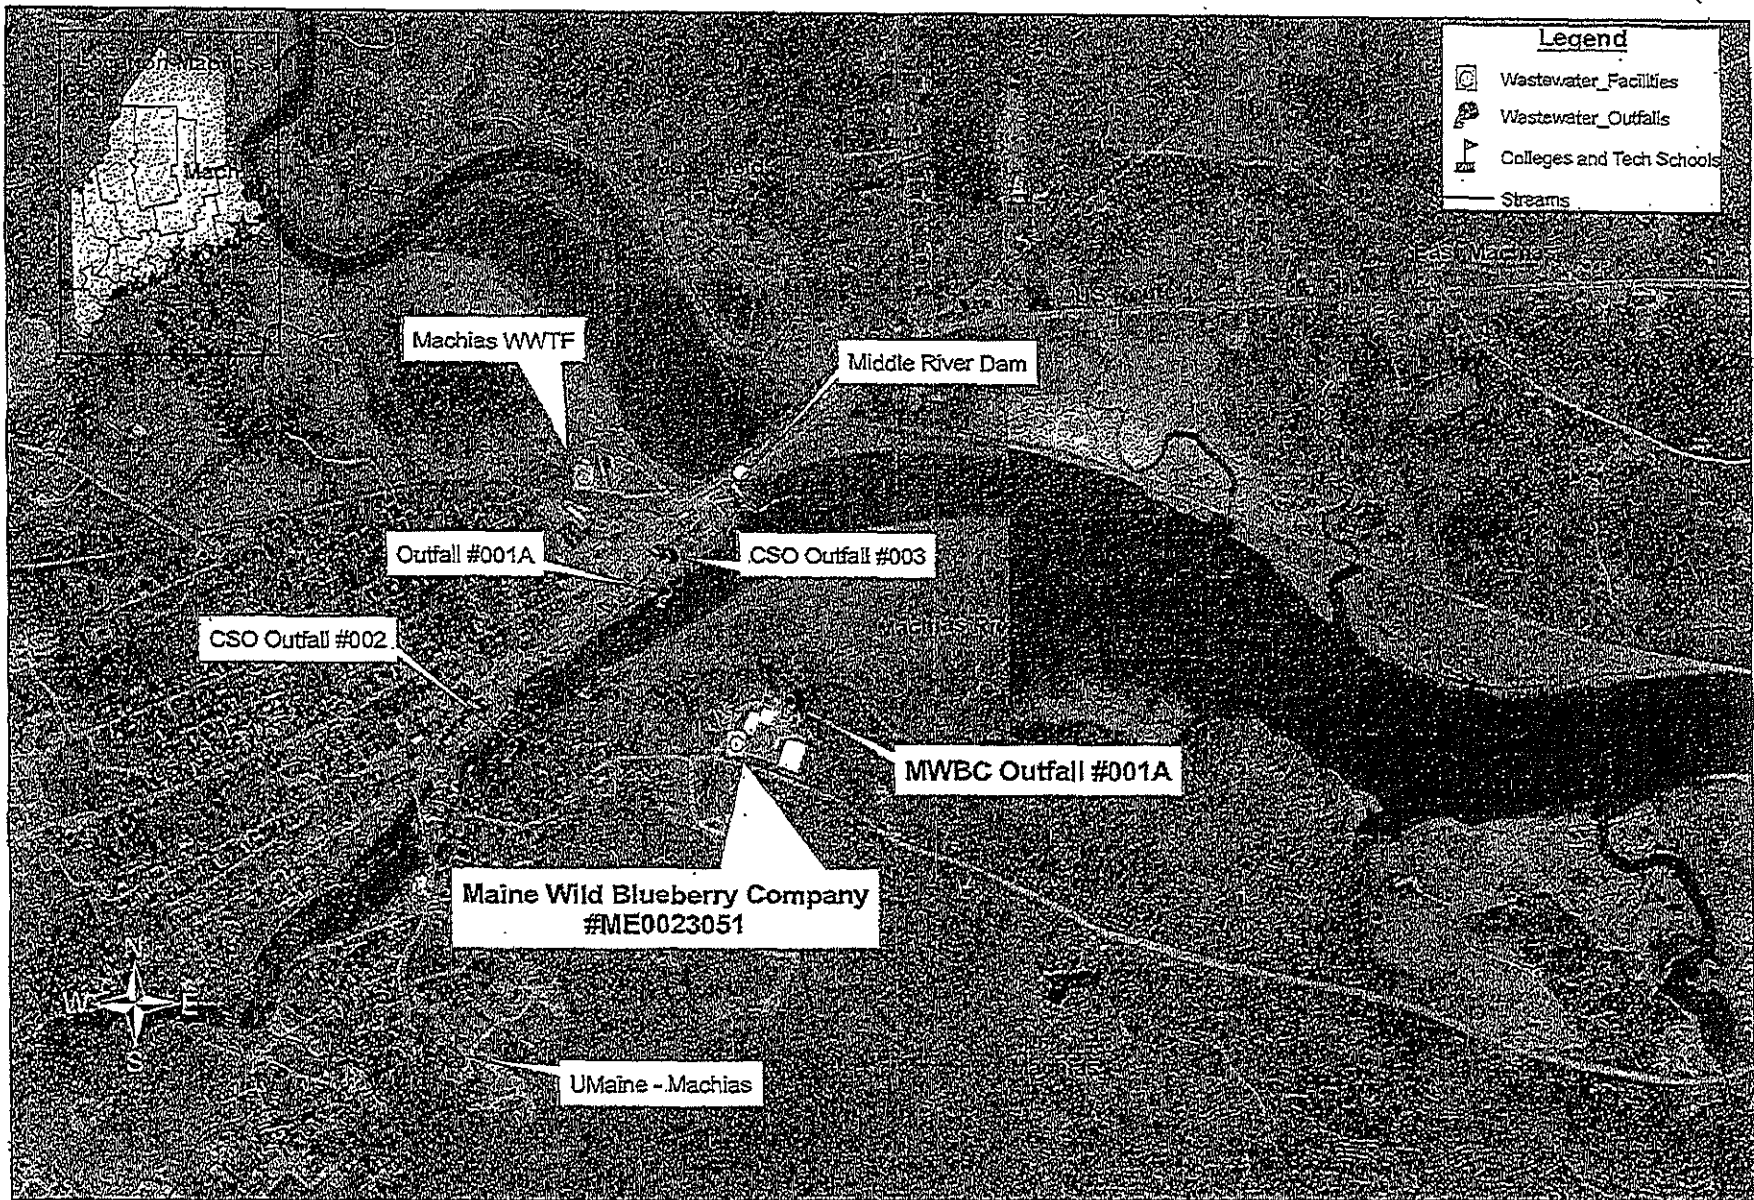 Legend
Wastewater_Facilities
Wastewater_Outfalls
Colleges and Tech Schools
Streams
Machias WWTF
Middle River Dam
Outfall #001A
CSO Outfall #003
CSO Outfall #002
MWBC Outfall #001A
Maine Wild Blueberry Company
#ME0023051
N
W
E
S
UMaine - Machias